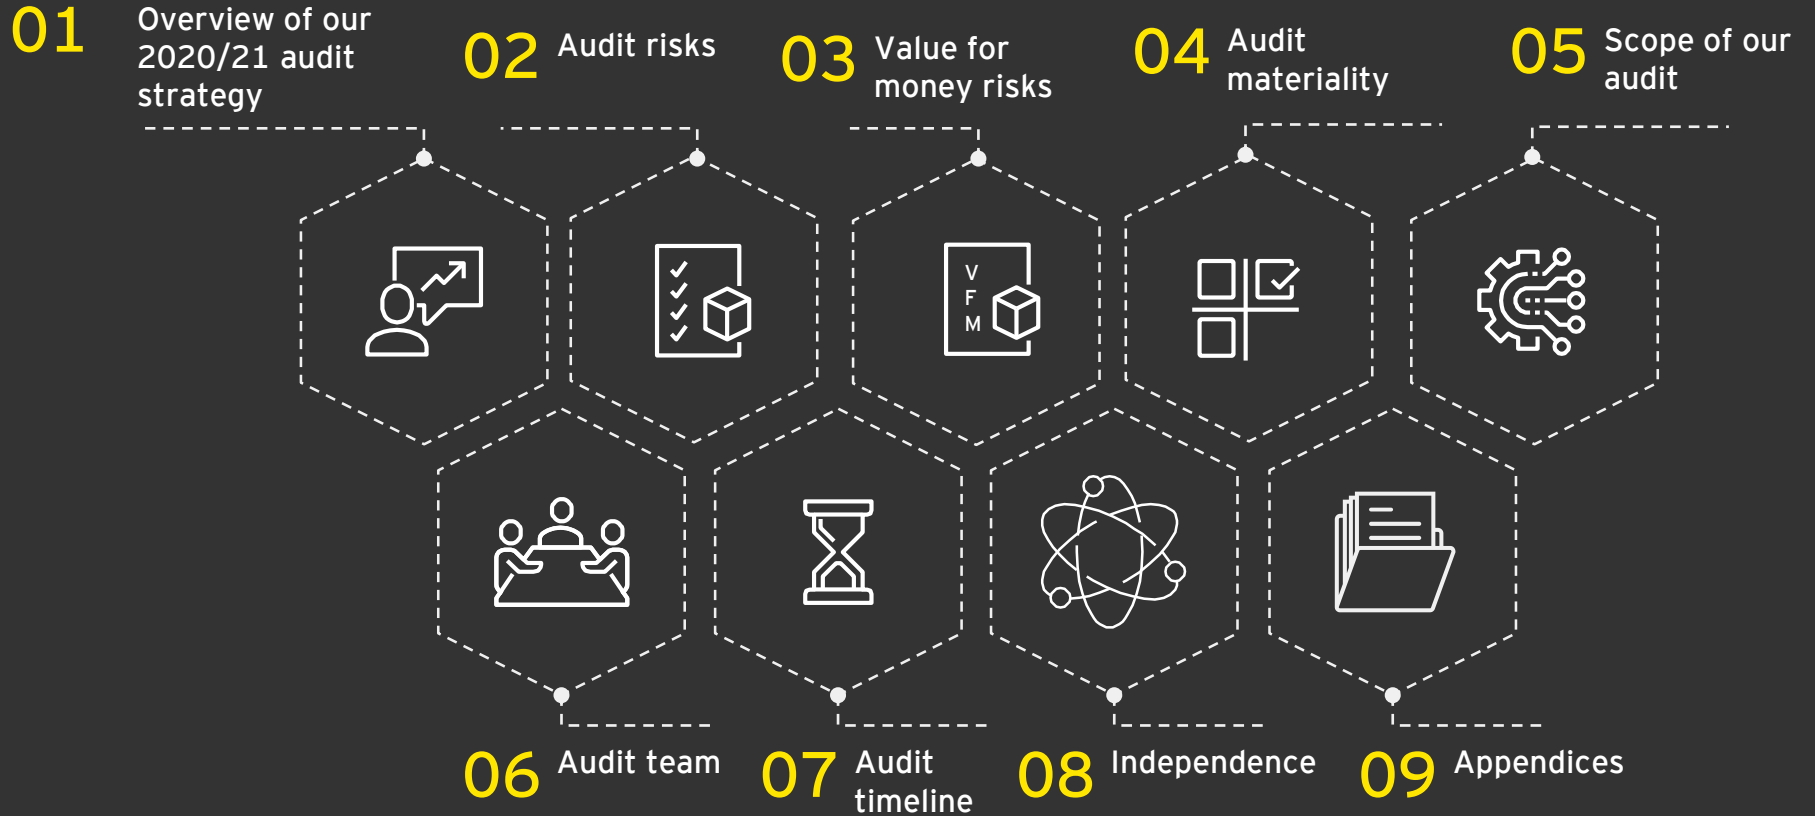 01
Overview of our
2020/21 audit
strategy
02
Audit risks
03
Value for
money risks
04
Audit
materiality
05
Scope of our
audit
V
F
M
06
Audit team
07
Audit
timeline
08
Independence
09
Appendices